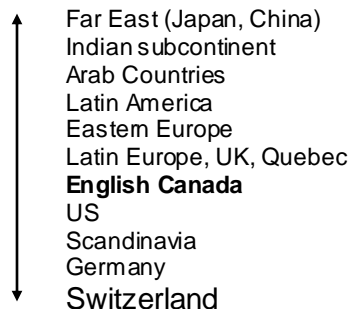 Far East (Japan, China)
Indian subcontinent
Arab Countries
Latin America
Eastern Europe
Latin Europe, UK, Quebec
English Canada
US
Scandinavia
Germany
Switzerland